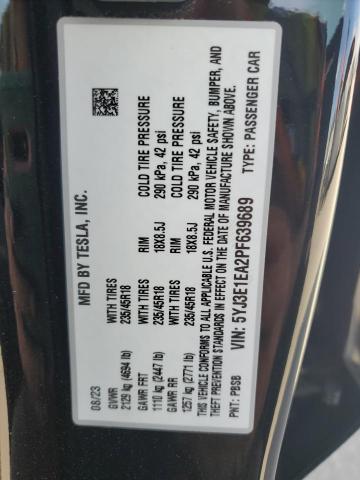 MFD BY TESLA, INC.
08/23
GVWR
2129 kg (4694 lb)
GAWR FRT WITH TIRES RIM COLD TIRE PRESSURE
1110 kg (2447 lb) 235/45R18 18X8.5J 290 kPa, 42 psi
GAWR RR WITH TIRES RIM COLD TIRE PRESSURE
1257 kg (2771 lb) 235/45R18 18X8.5J 290 kPa, 42 psi
THIS VEHICLE CONFORMS TO ALL APPLICABLE U.S. FEDERAL MOTOR VEHICLE SAFETY, BUMPER, AND
THEFT PREVENTION STANDARDS IN EFFECT ON THE DATE OF MANUFACTURE SHOWN ABOVE.
PNT: PBSB VIN: 5YJ3E1EA2PF639689 TYPE: PASSENGER CAR